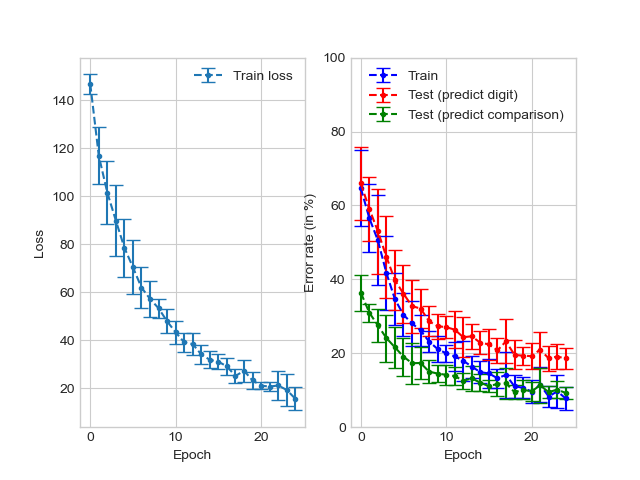 Train loss
140
120
100
80
60
40
20
0
10
20
Epoch
Loss
Train
Test (predict digit)
Test (predict comparison)
100
80
60
40
20
0
0
10
20
Epoch
Error rate (in %)